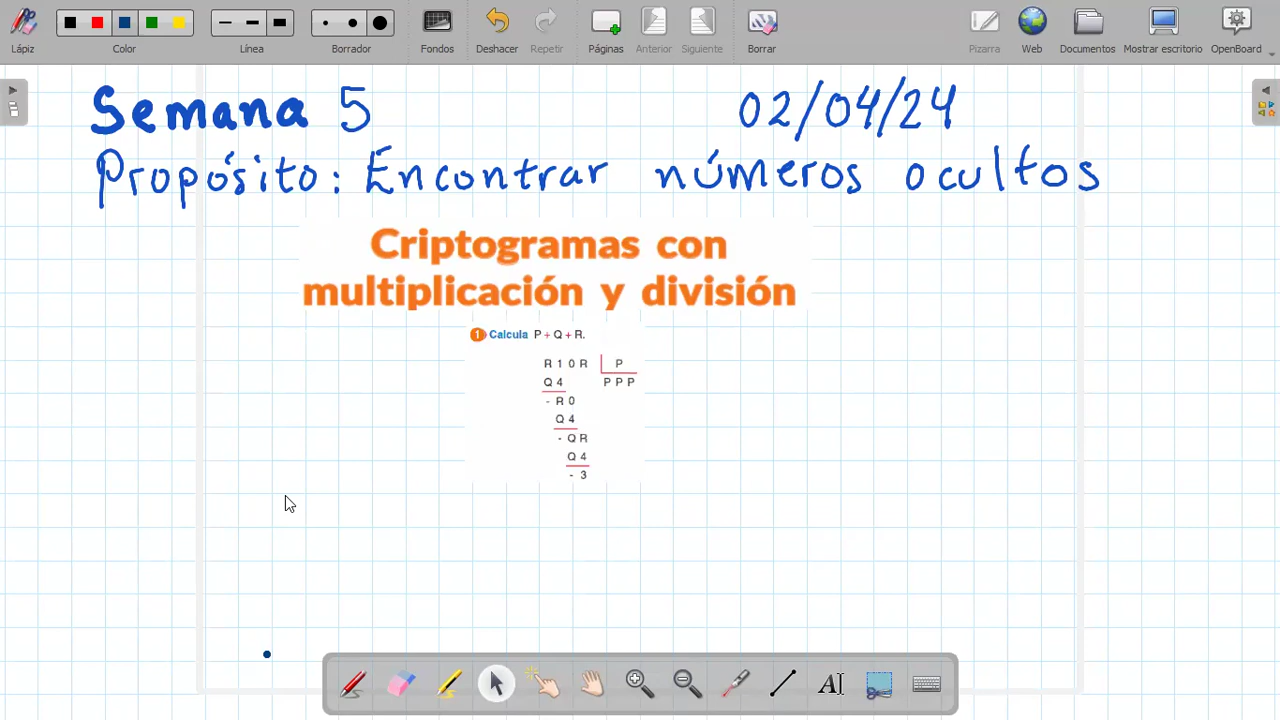 Lápiz Color Línea Borrador Fondos Deshacer Repetir Páginas Anterior Siguiente Borrar Pizarra Web Documentos Mostrar escritorio OpenBoard
Semana 5 02/04/24
Propósito: Encontrar números ocultos
Criptogramas con
multiplicación y división
1 Calcula P + Q + R.
R 1 0 R P
Q 4 P P P
- R 0
Q 4
- Q R
Q 4
- 3